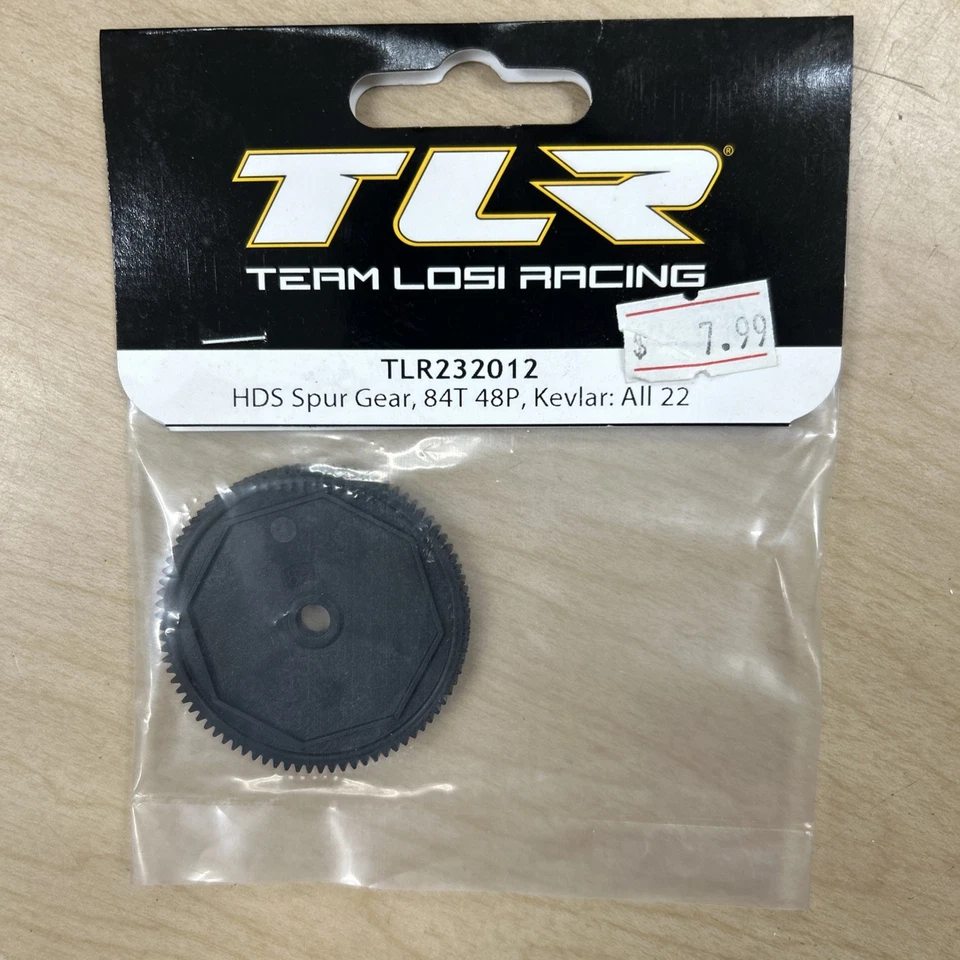 TLR®
TEAM LOSI RACING
$ 7.99
TLR232012
HDS Spur Gear, 84T 48P, Kevlar: All 22